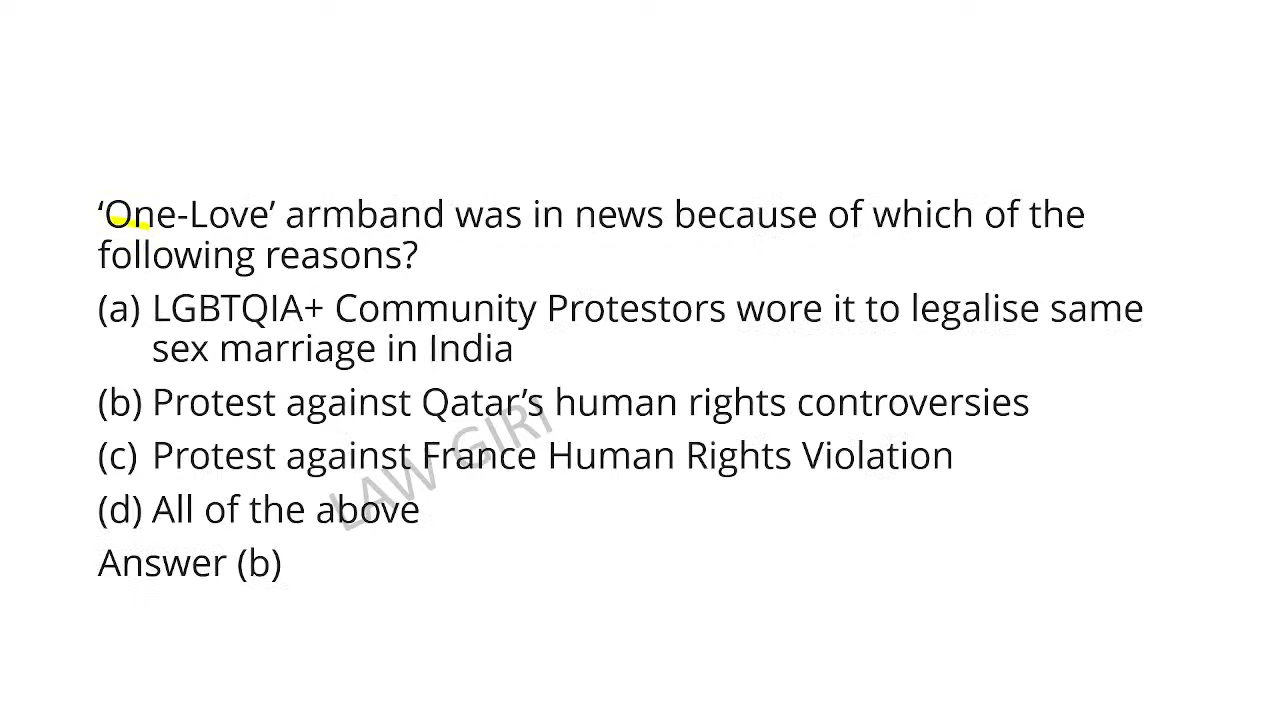 ‘One-Love’ armband was in news because of which of the
following reasons?
(a) LGBTQIA+ Community Protestors wore it to legalise same
sex marriage in India
(b) Protest against Qatar’s human rights controversies
(c) Protest against France Human Rights Violation
(d) All of the above
Answer (b)
LAW GIRI